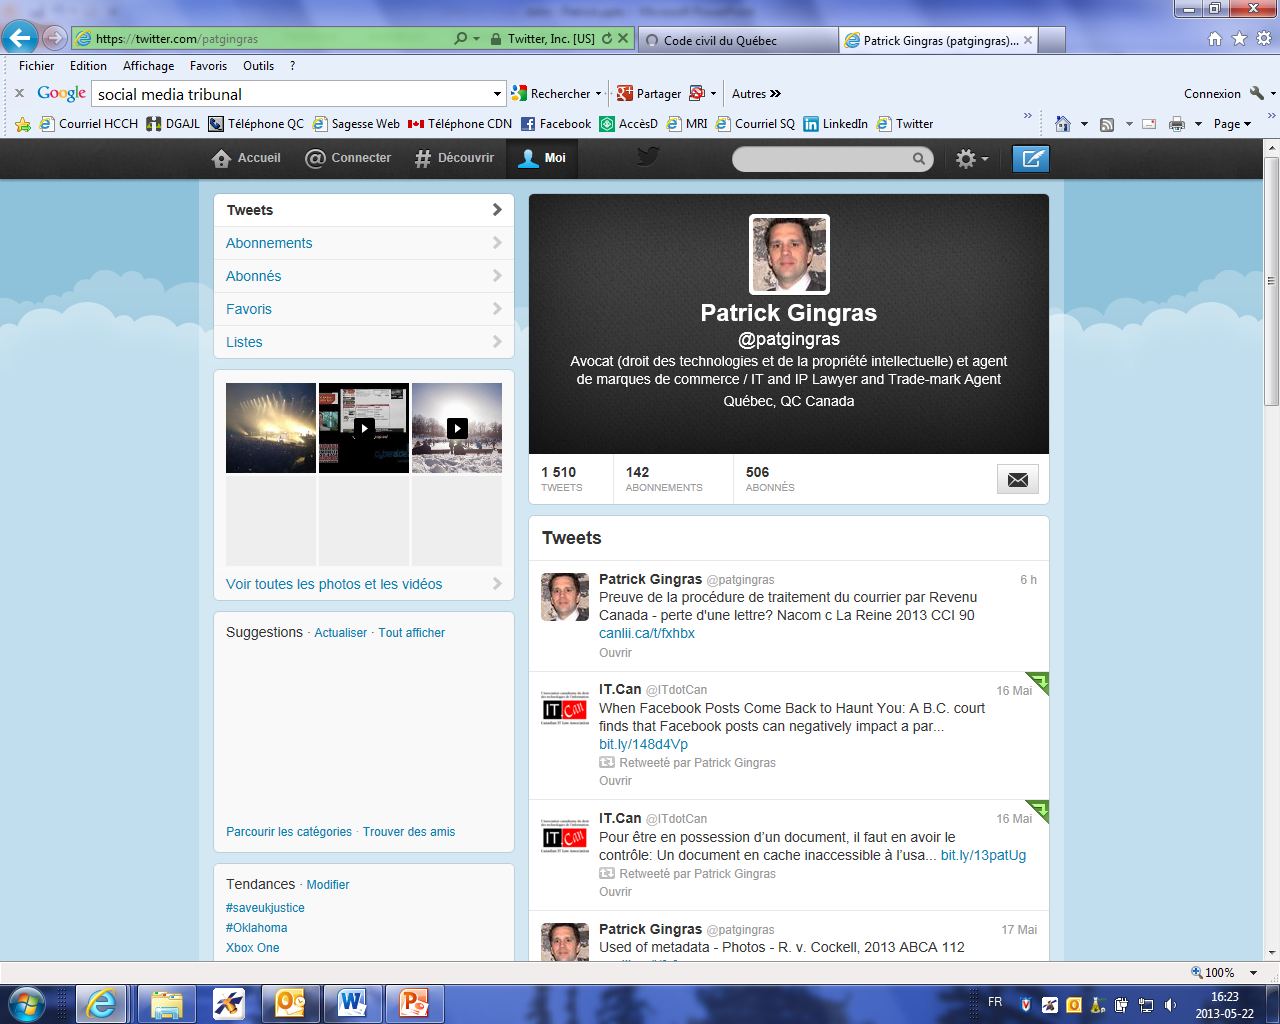 https://twitter.com/patgingras
Twitter, Inc. [US]
Code civil du Québec
Patrick Gingras (patgingras)...
Fichier Edition Affichage Favoris Outils ?
Google social media tribunal Rechercher Partager Autres Connexion
Courriel HCCH DGAJL Téléphone QC Sagesse Web Téléphone CDN Facebook AccèsD MRI Courriel SQ LinkedIn Twitter Page
Accueil Connecter Découvrir Moi
Tweets
Abonnements
Abonnés
Favoris
Listes
Voir toutes les photos et les vidéos
Suggestions · Actualiser · Tout afficher
Parcourir les catégories · Trouver des amis
Tendances · Modifier
#saveukjustice
#Oklahoma
Xbox One
Patrick Gingras
@patgingras
Avocat (droit des technologies et de la propriété intellectuelle) et agent
de marques de commerce / IT and IP Lawyer and Trade-mark Agent
Québec, QC Canada
1 510 142 506
TWEETS ABONNEMENTS ABONNÉS
Tweets
Patrick Gingras @patgingras 6 h
Preuve de la procédure de traitement du courrier par Revenu
Canada - perte d'une lettre? Nacom c La Reine 2013 CCI 90
canlii.ca/t/fxhbx
Ouvrir
IT.Can @ITdotCan 16 Mai
When Facebook Posts Come Back to Haunt You: A B.C. court
finds that Facebook posts can negatively impact a par...
bit.ly/148d4Vp
Retweeté par Patrick Gingras
Ouvrir
IT.Can @ITdotCan 16 Mai
Pour être en possession d'un document, il faut en avoir le
contrôle: Un document en cache inaccessible à l'usa... bit.ly/13patUg
Retweeté par Patrick Gingras
Ouvrir
Patrick Gingras @patgingras 17 Mai
Used of metadata - Photos - R. v. Cockell, 2013 ABCA 112
100%
FR
16:23
2013-05-22